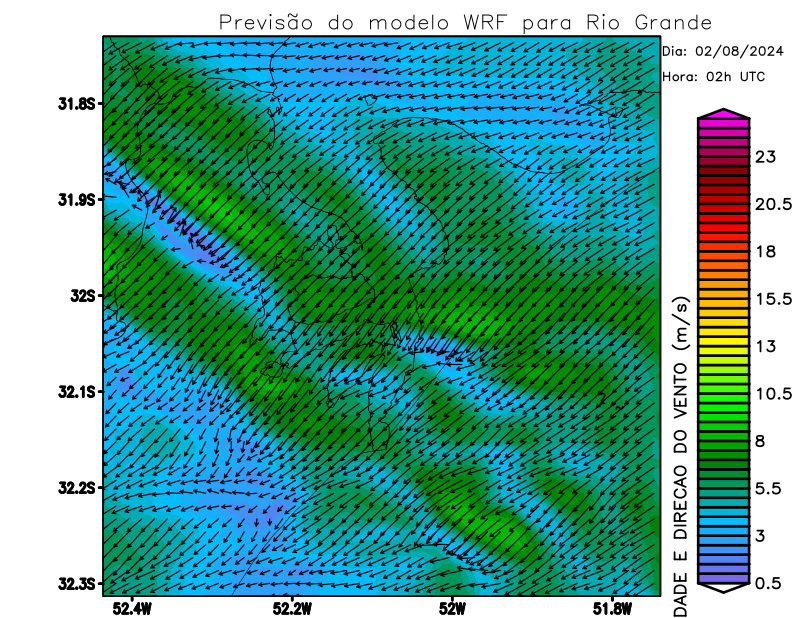 Previsão do modelo WRF para Rio Grande
Dia: 02/08/2024
Hora: 02h UTC
31.8S
31.9S
32S
32.1S
32.2S
32.3S
52.4W
52.2W
52W
51.8W
23
20.5
18
15.5
13
10.5
8
5.5
3
0.5
DADE E DIRECAO DO VENTO (m/s)